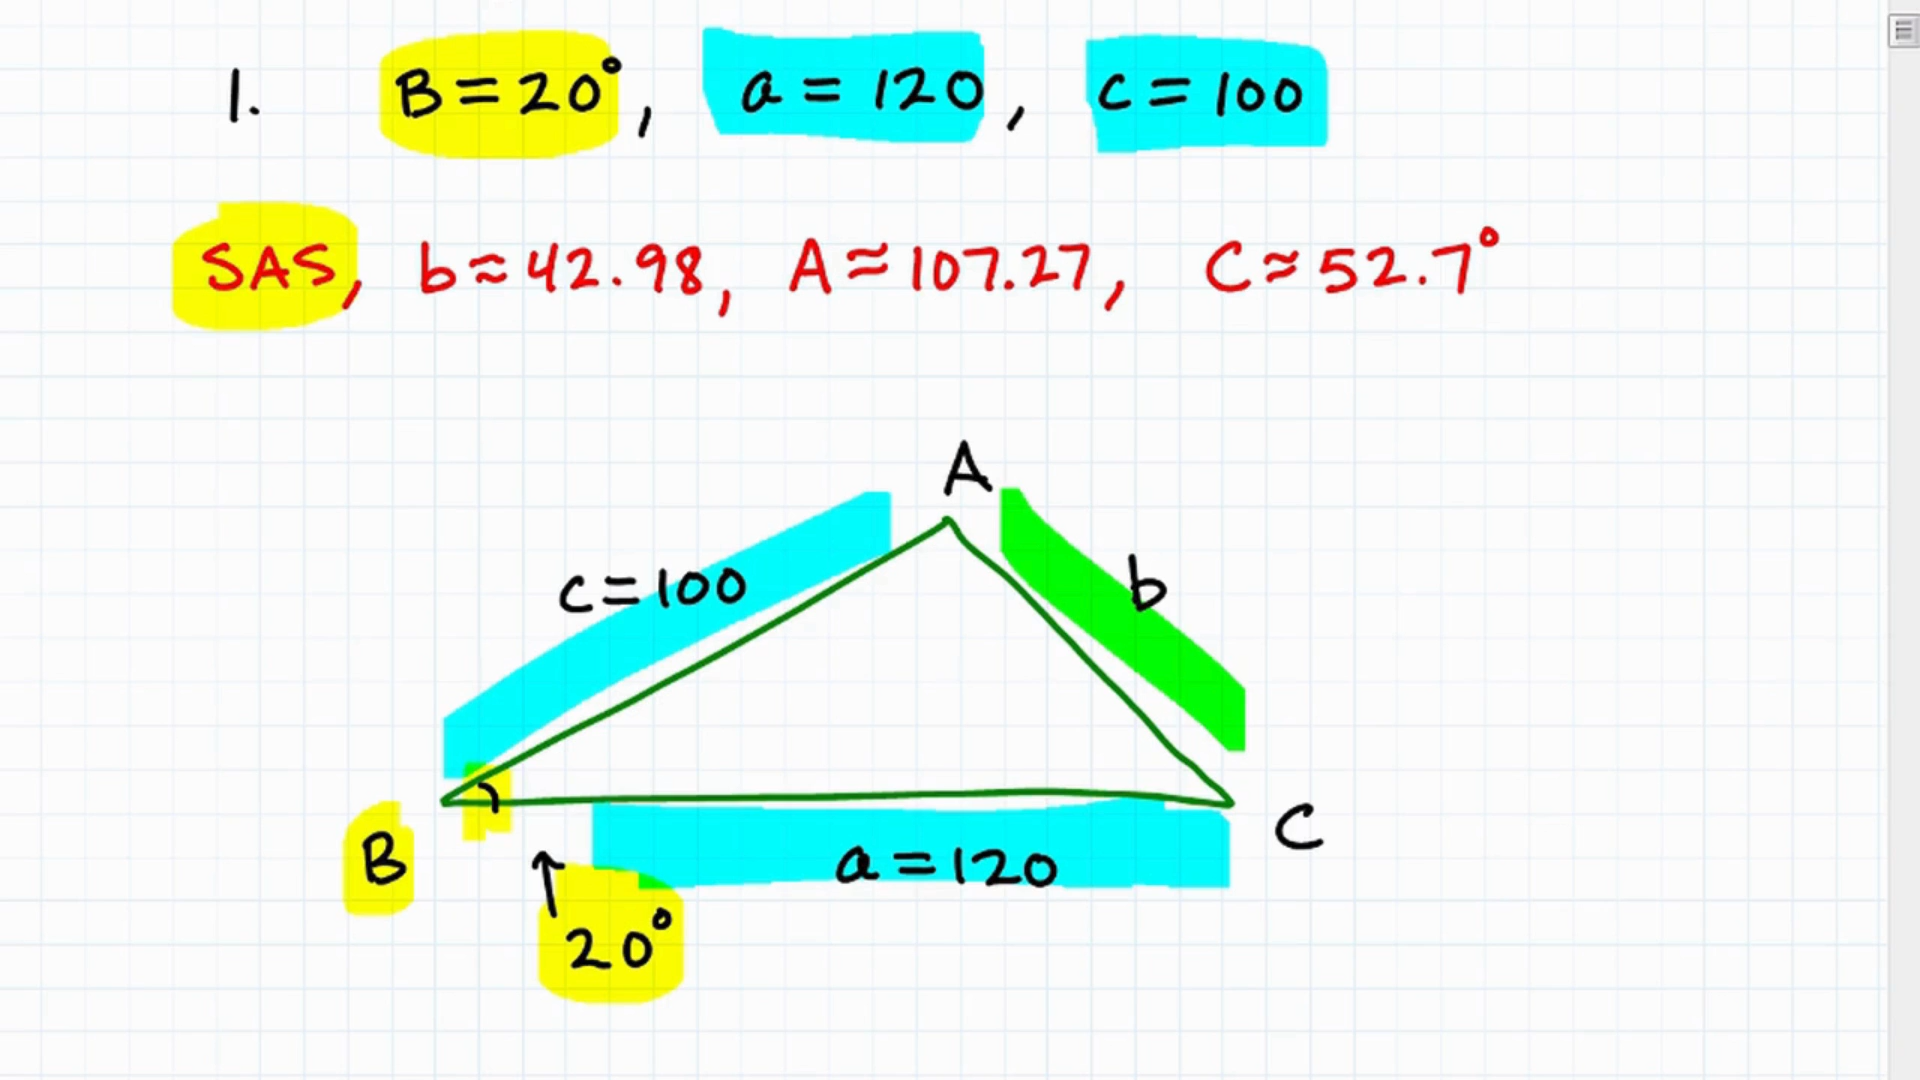 1. B = 20°, a = 120, c = 100
SAS, b ≈ 42.98, A ≈ 107.27, C ≈ 52.7°
A
c = 100
b
B
C
a = 120
20°